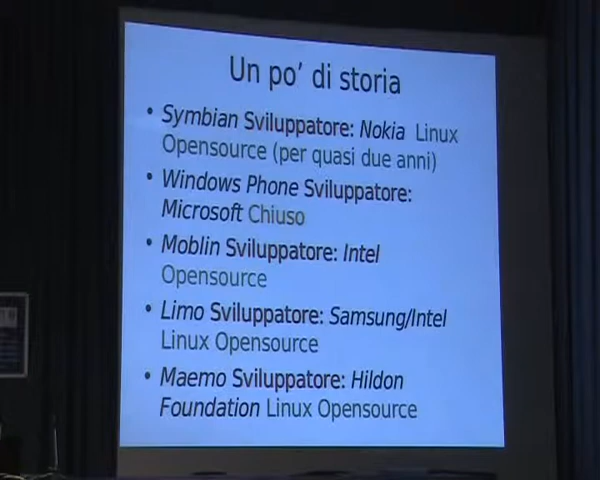 Un po' di storia
• Symbian Sviluppatore: Nokia Linux
Opensource (per quasi due anni)
• Windows Phone Sviluppatore:
Microsoft Chiuso
• Moblin Sviluppatore: Intel
Opensource
• Limo Sviluppatore: Samsung/Intel
Linux Opensource
• Maemo Sviluppatore: Hildon
Foundation Linux Opensource